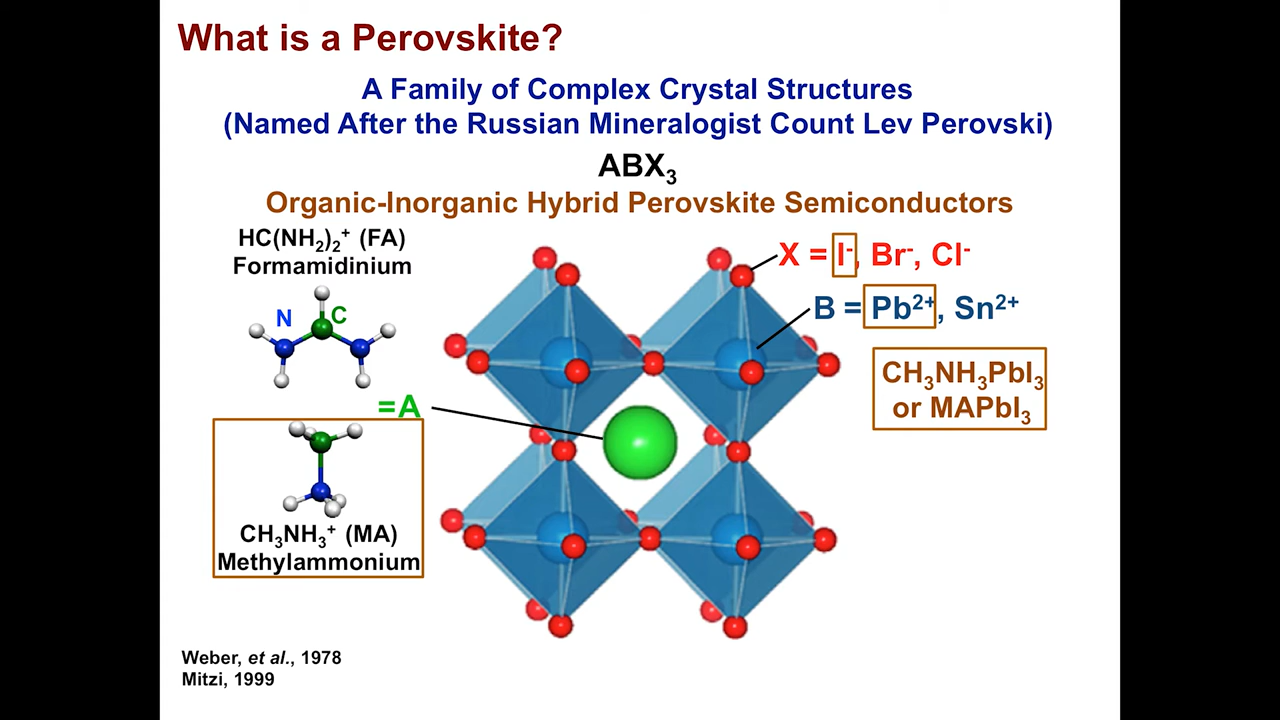 What is a Perovskite?
A Family of Complex Crystal Structures
(Named After the Russian Mineralogist Count Lev Perovski)
ABX₃
Organic-Inorganic Hybrid Perovskite Semiconductors
HC(NH₂)₂⁺ (FA)
Formamidinium
N C
=A
CH₃NH₃⁺ (MA)
Methylammonium
X = I⁻, Br⁻, Cl⁻
B = Pb²⁺, Sn²⁺
CH₃NH₃PbI₃
or MAPbI₃
Weber, et al., 1978
Mitzi, 1999